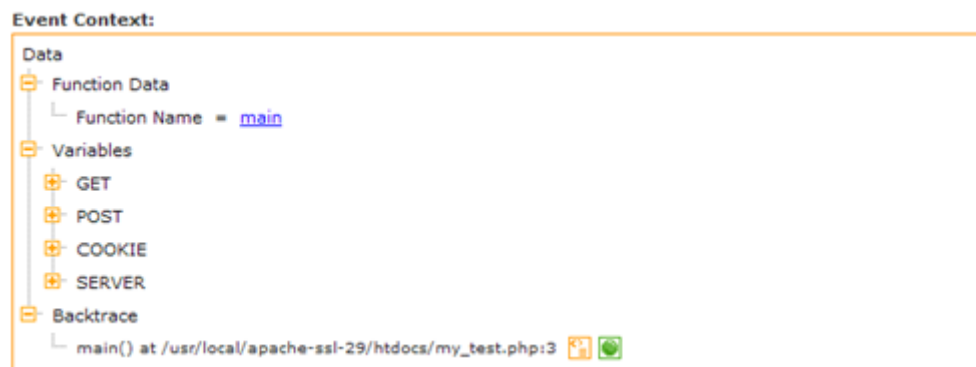 Event Context:
Data
Function Data
Function Name = main
Variables
GET
POST
COOKIE
SERVER
Backtrace
main() at /usr/local/apache-ssl-29/htdocs/my_test.php:3